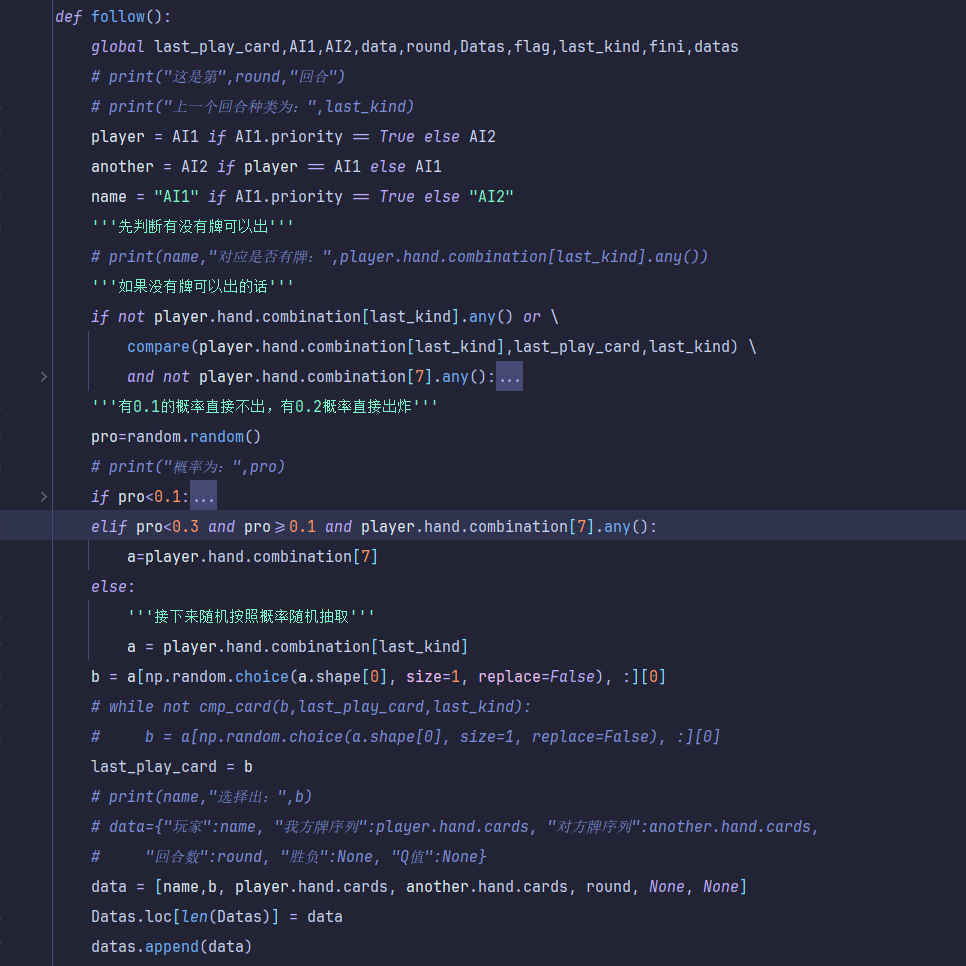 def follow():
    global last_play_card,AI1,AI2,data,round,Datas,flag,last_kind,fini,datas
    # print("这是第",round,"回合")
    # print("上一个回合种类为：",last_kind)
    player = AI1 if AI1.priority == True else AI2
    another = AI2 if player == AI1 else AI1
    name = "AI1" if AI1.priority == True else "AI2"
    '''先判断有没有牌可以出'''
    # print(name,"对应是否有牌：",player.hand.combination[last_kind].any())
    '''如果没有牌可以出的话'''
    if not player.hand.combination[last_kind].any() or \
        compare(player.hand.combination[last_kind],last_play_card,last_kind) \
        and not player.hand.combination[7].any():...
    '''有0.1的概率直接不出，有0.2概率直接出炸'''
    pro=random.random()
    # print("概率为：",pro)
    if pro<0.1:...
    elif pro<0.3 and pro>=0.1 and player.hand.combination[7].any():
        a=player.hand.combination[7]
    else:
        '''接下来随机按照概率随机抽取'''
        a = player.hand.combination[last_kind]
    b = a[np.random.choice(a.shape[0], size=1, replace=False), :][0]
    # while not cmp_card(b,last_play_card,last_kind):
    #     b = a[np.random.choice(a.shape[0], size=1, replace=False), :][0]
    last_play_card = b
    # print(name,"选择出：",b)
    # data={"玩家":name, "我方牌序列":player.hand.cards, "对方牌序列":another.hand.cards,
    #     "回合数":round, "胜负":None, "Q值":None}
    data = [name,b, player.hand.cards, another.hand.cards, round, None, None]
    Datas.loc[len(Datas)] = data
    datas.append(data)